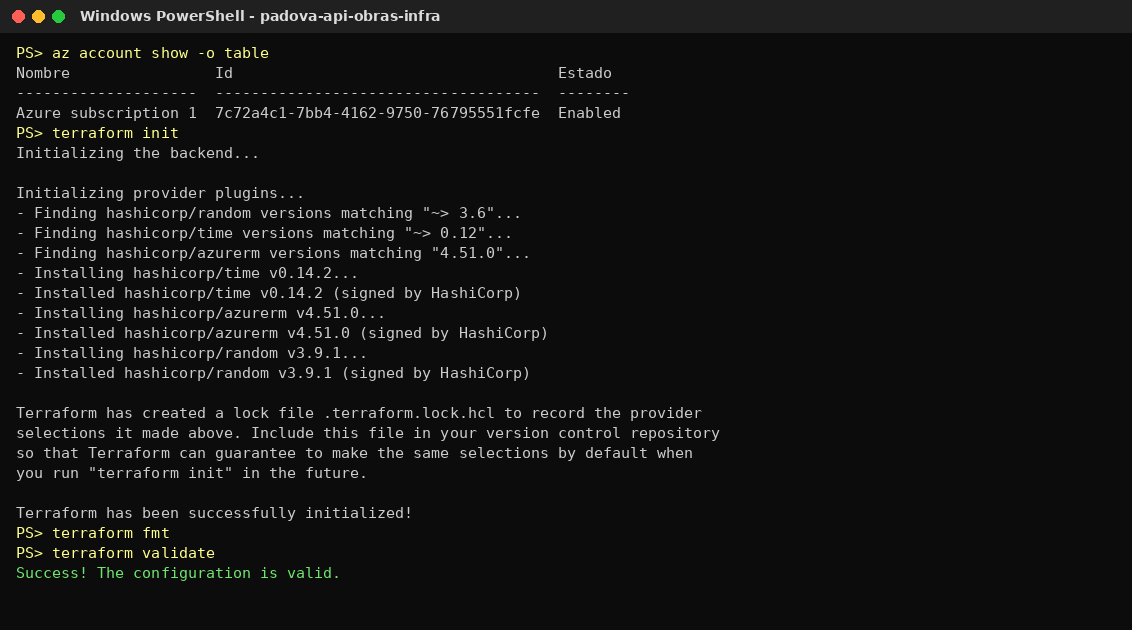 Windows PowerShell - padova-api-obras-infra
PS> az account show -o table
Nombre                Id                                    Estado
--------------------  ------------------------------------  --------
Azure subscription 1  7c72a4c1-7bb4-4162-9750-76795551fcfe  Enabled
PS> terraform init
Initializing the backend...
Initializing provider plugins...
- Finding hashicorp/random versions matching "~> 3.6"...
- Finding hashicorp/time versions matching "~> 0.12"...
- Finding hashicorp/azurerm versions matching "4.51.0"...
- Installing hashicorp/time v0.14.2...
- Installed hashicorp/time v0.14.2 (signed by HashiCorp)
- Installing hashicorp/azurerm v4.51.0...
- Installed hashicorp/azurerm v4.51.0 (signed by HashiCorp)
- Installing hashicorp/random v3.9.1...
- Installed hashicorp/random v3.9.1 (signed by HashiCorp)
Terraform has created a lock file .terraform.lock.hcl to record the provider
selections it made above. Include this file in your version control repository
so that Terraform can guarantee to make the same selections by default when
you run "terraform init" in the future.
Terraform has been successfully initialized!
PS> terraform fmt
PS> terraform validate
Success! The configuration is valid.